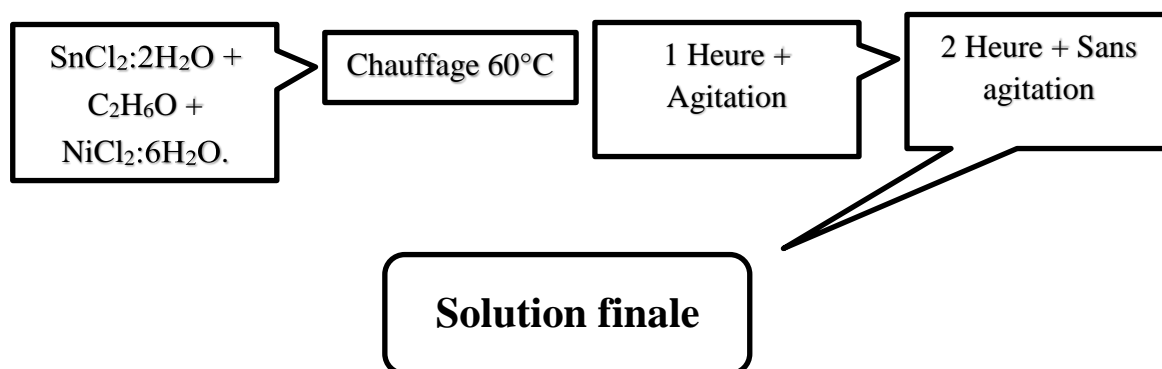 SnCl₂:2H₂O +
C₂H₆O +
NiCl₂:6H₂O.
Chauffage 60°C
1 Heure +
Agitation
2 Heure + Sans
agitation
Solution finale